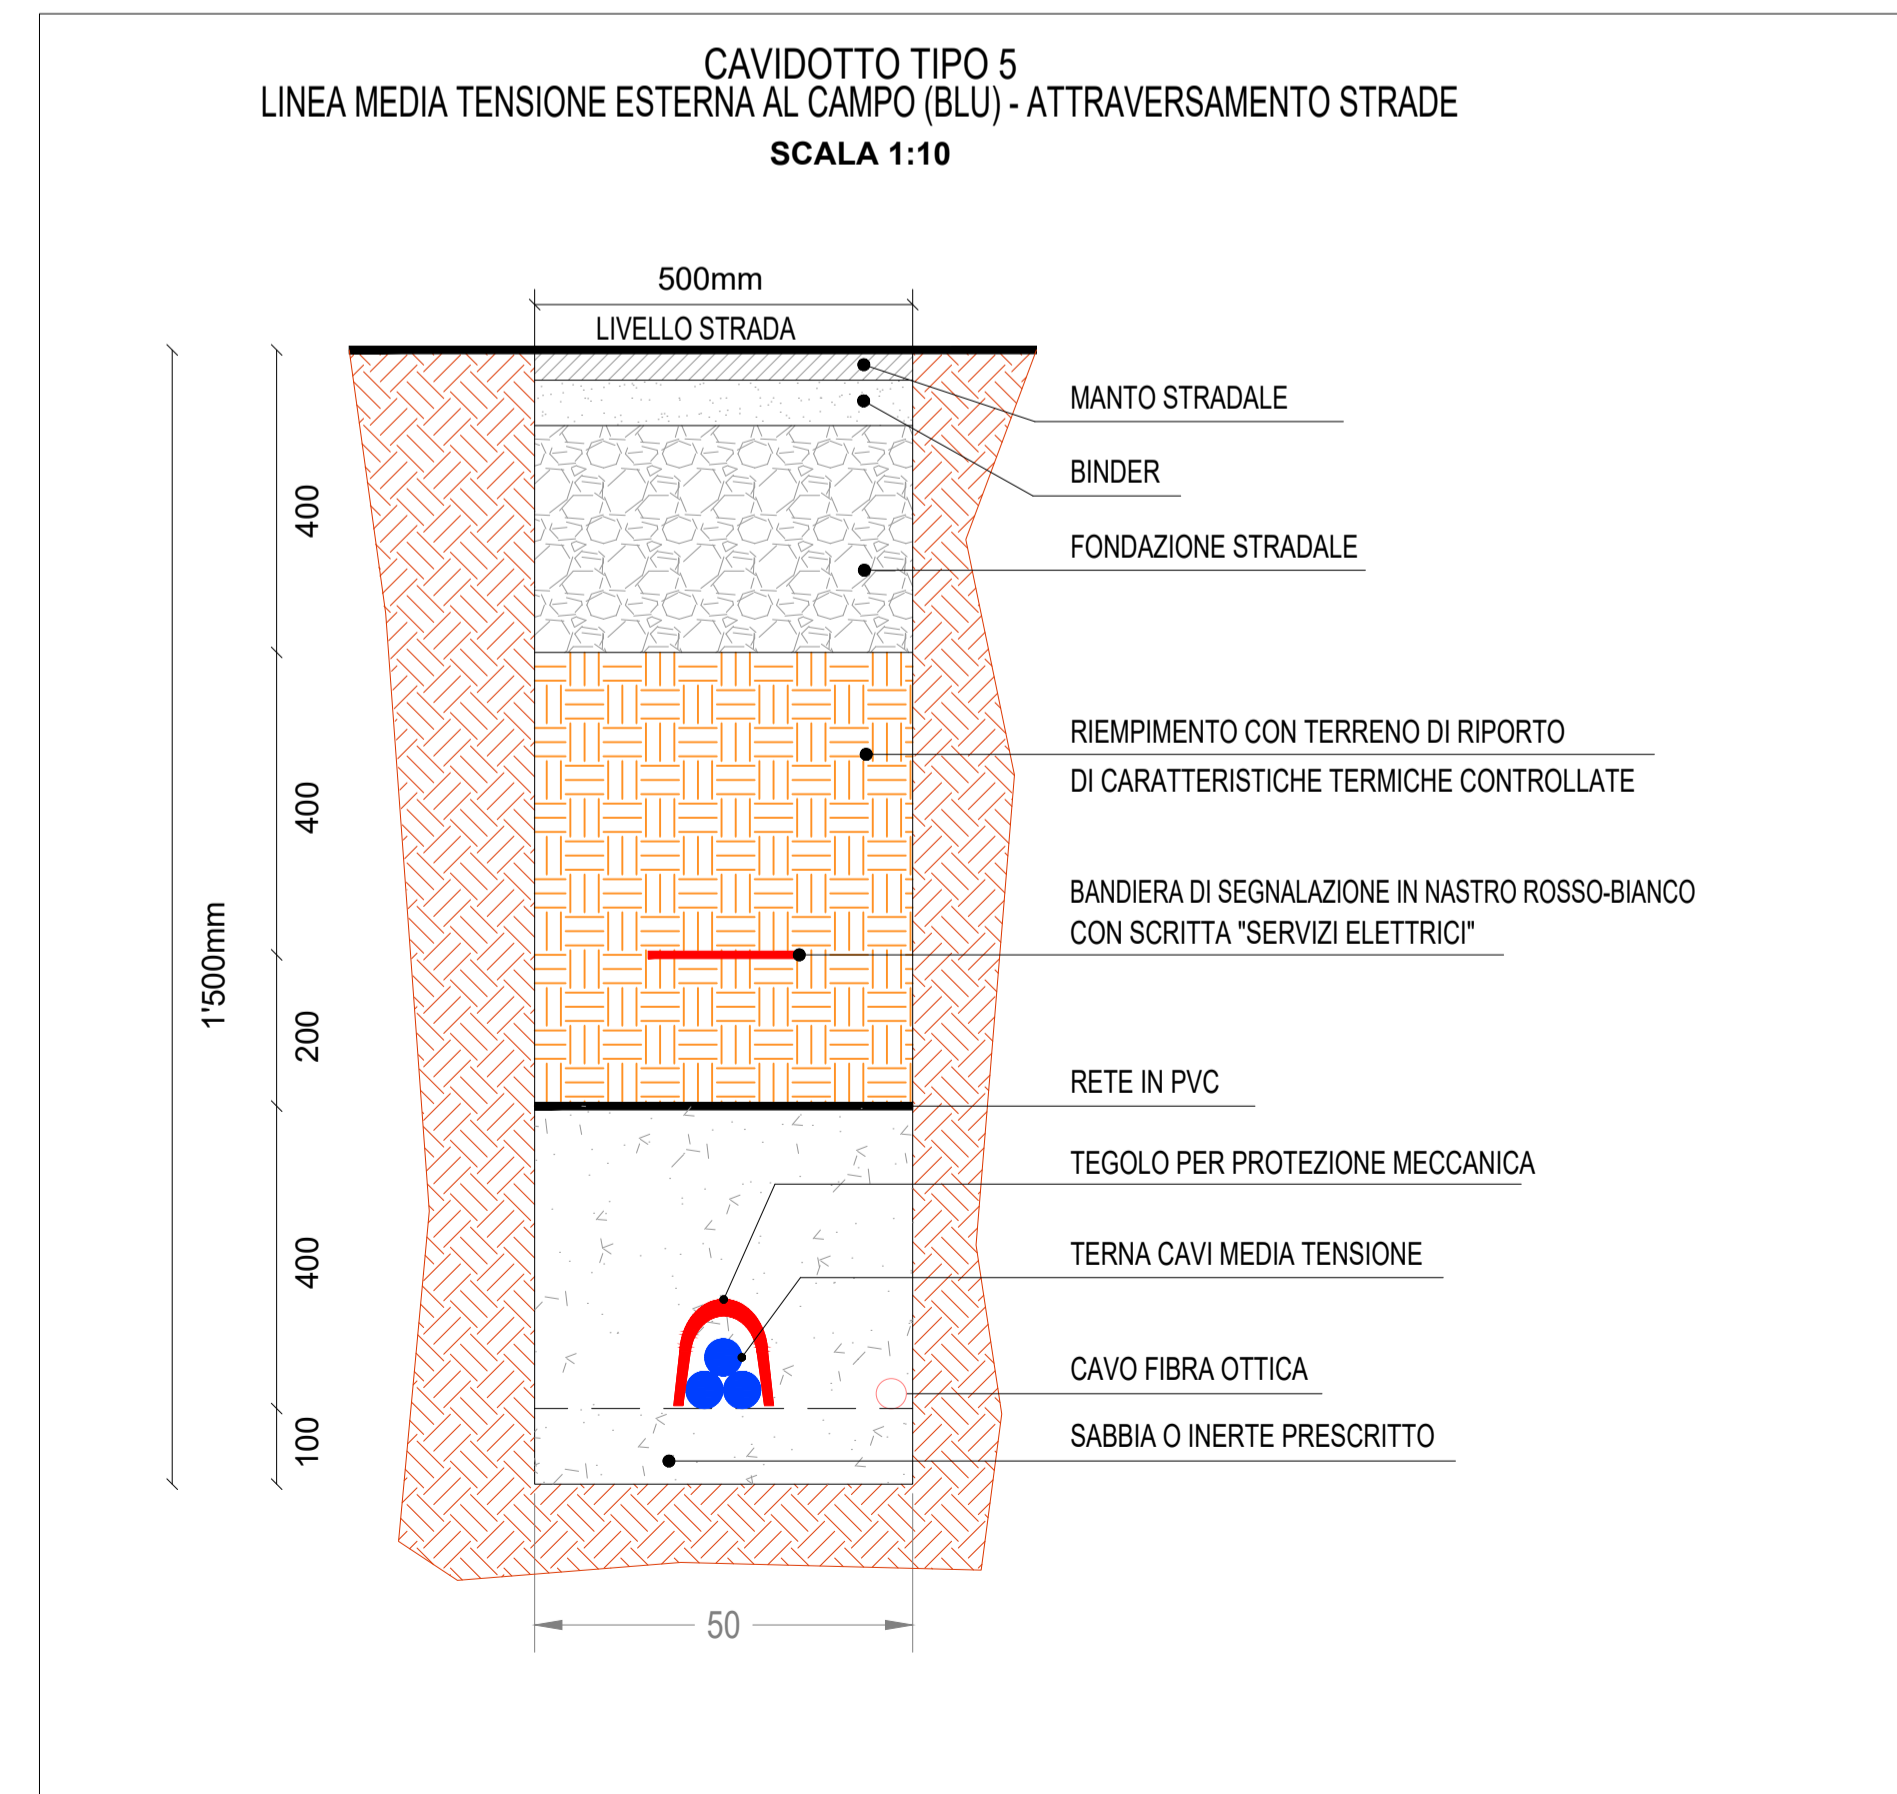 CAVIDOTTO TIPO 5
LINEA MEDIA TENSIONE ESTERNA AL CAMPO (BLU) - ATTRAVERSAMENTO STRADE
SCALA 1:10
500mm
LIVELLO STRADA
MANTO STRADALE
BINDER
400
FONDAZIONE STRADALE
RIEMPIMENTO CON TERRENO DI RIPORTO
DI CARATTERISTICHE TERMICHE CONTROLLATE
400
BANDIERA DI SEGNALAZIONE IN NASTRO ROSSO-BIANCO
CON SCRITTA "SERVIZI ELETTRICI"
1'500mm
200
RETE IN PVC
TEGOLO PER PROTEZIONE MECCANICA
400
TERNA CAVI MEDIA TENSIONE
CAVO FIBRA OTTICA
100
SABBIA O INERTE PRESCRITTO
50